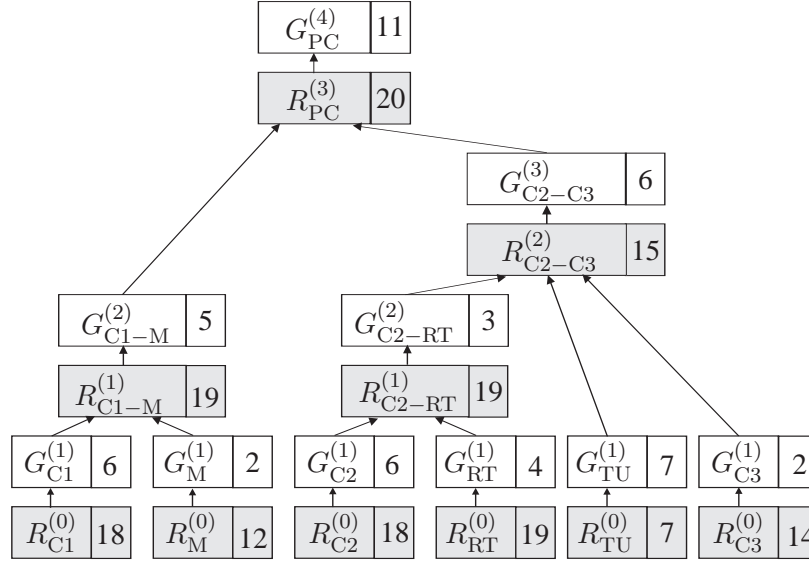 G_PC^(4) 11
R_PC^(3) 20
G_C2−C3^(3) 6
R_C2−C3^(2) 15
G_C1−M^(2) 5 G_C2−RT^(2) 3
R_C1−M^(1) 19 R_C2−RT^(1) 19
G_C1^(1) 6 G_M^(1) 2 G_C2^(1) 6 G_RT^(1) 4 G_TU^(1) 7 G_C3^(1) 2
R_C1^(0) 18 R_M^(0) 12 R_C2^(0) 18 R_RT^(0) 19 R_TU^(0) 7 R_C3^(0) 14